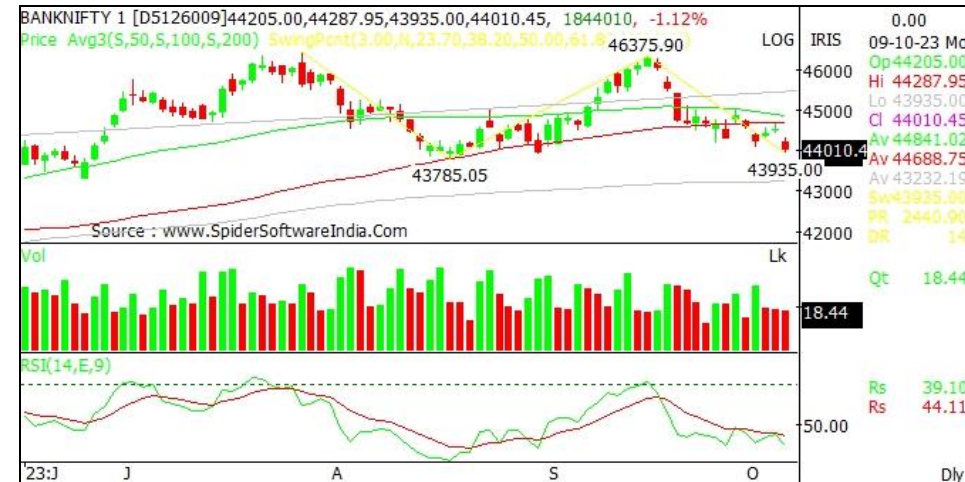 BANKNIFTY 1 [D5126009]44205.00,44287.95,43935.00,44010.45, 1844010, -1.12%
Price Avg3(S,50,S,100,S,200) SwingPcnt(3.00,N,23.70,38.20,50.00,61.8
46375.90
LOG
43785.05
43935.00
Source : www.SpiderSoftwareIndia.Com
46000
45000
44010.4
43000
42000
Vol
Lk
18.44
RSI(14,E,9)
50.00
'23:J J A S O
IRIS
0.00
09-10-23 Mo
Op44205.00
Hi 44287.95
Lo 43935.00
Cl 44010.45
Av 44841.02
Av 44688.75
Av 43232.19
Sw43935.00
PR 2440.90
DR 14
Qt 18.44
Rs 39.10
Rs 44.11
Dly